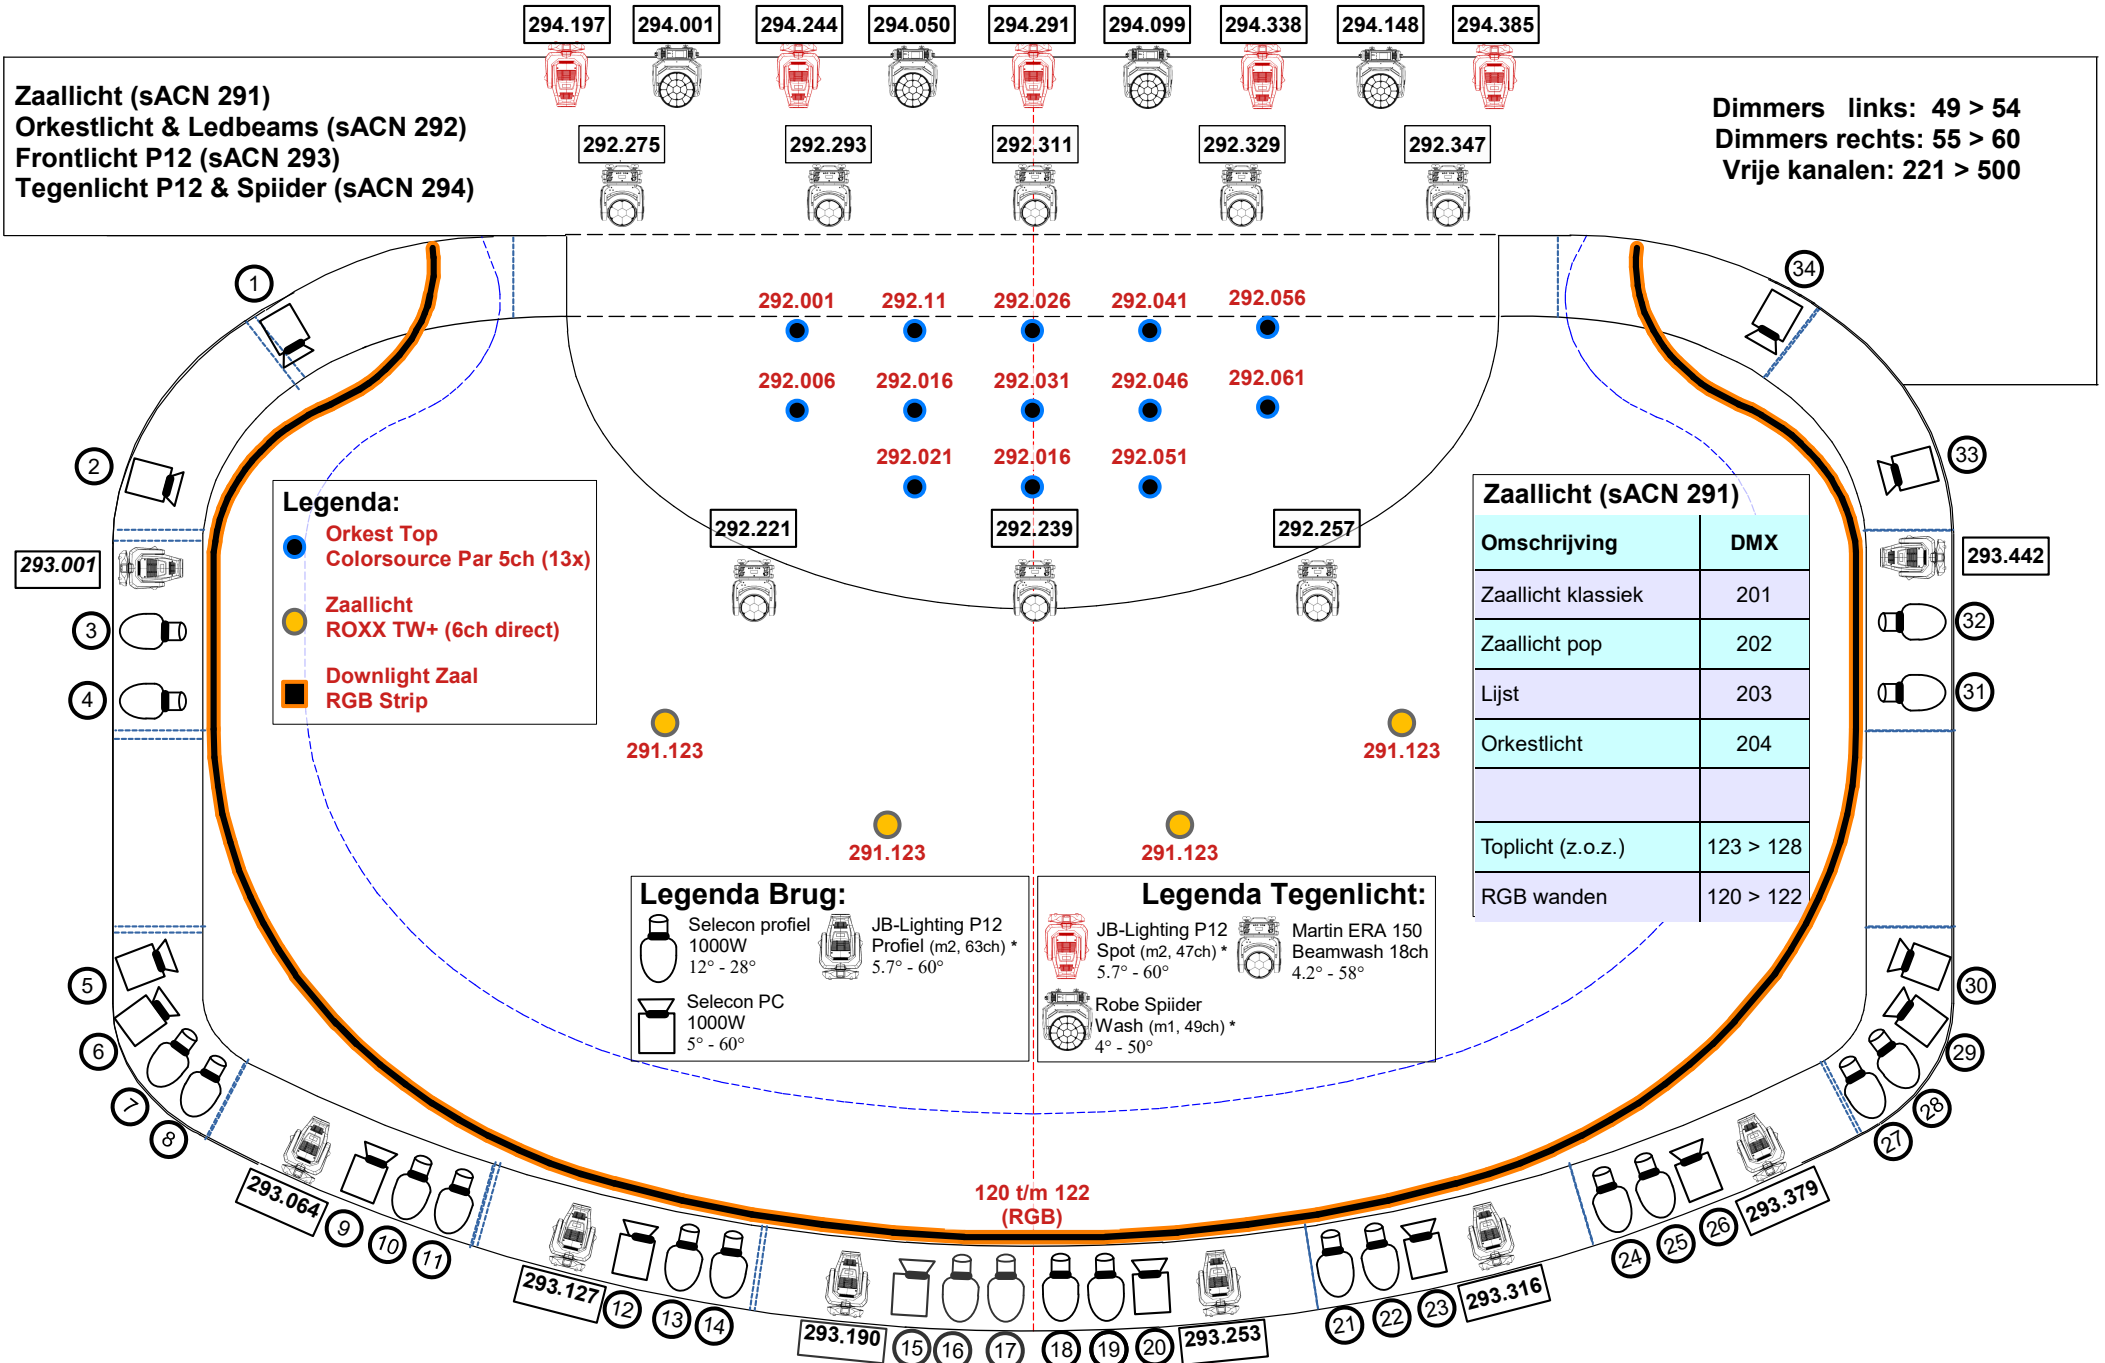 294.197
294.001
294.244
294.050
294.291
294.099
294.338
294.148
294.385
Zaallicht (sACN 291)
Orkestlicht & Ledbeams (sACN 292)
Frontlicht P12 (sACN 293)
Tegenlicht P12 & Spiider (sACN 294)
Dimmers links: 49 > 54
Dimmers rechts: 55 > 60
Vrije kanalen: 221 > 500
292.275
292.293
292.311
292.329
292.347
1
34
292.001
292.11
292.026
292.041
292.056
292.006
292.016
292.031
292.046
292.061
2
33
292.021
292.016
292.051
292.221
292.239
292.257
Legenda:
Orkest Top
Colorsource Par 5ch (13x)
Zaallicht
ROXX TW+ (6ch direct)
Downlight Zaal
RGB Strip
Zaallicht (sACN 291)
Omschrijving DMX
Zaallicht klassiek 201
Zaallicht pop 202
Lijst 203
Orkestlicht 204
Toplicht (z.o.z.) 123 > 128
RGB wanden 120 > 122
293.001
293.442
3
32
4
31
291.123
291.123
291.123
291.123
Legenda Brug:
Selecon profiel
1000W
12° - 28°
JB-Lighting P12
Profiel (m2, 63ch) *
5.7° - 60°
Selecon PC
1000W
5° - 60°
Legenda Tegenlicht:
JB-Lighting P12
Spot (m2, 47ch) *
5.7° - 60°
Martin ERA 150
Beamwash 18ch
4.2° - 58°
Robe Spiider
Wash (m1, 49ch) *
4° - 50°
5
30
6
29
7
28
8
27
120 t/m 122
(RGB)
293.064
9
10
11
293.127
12
13
14
293.190
15
16
17
18
19
20
293.253
21
22
23
293.316
24
25
26
293.379